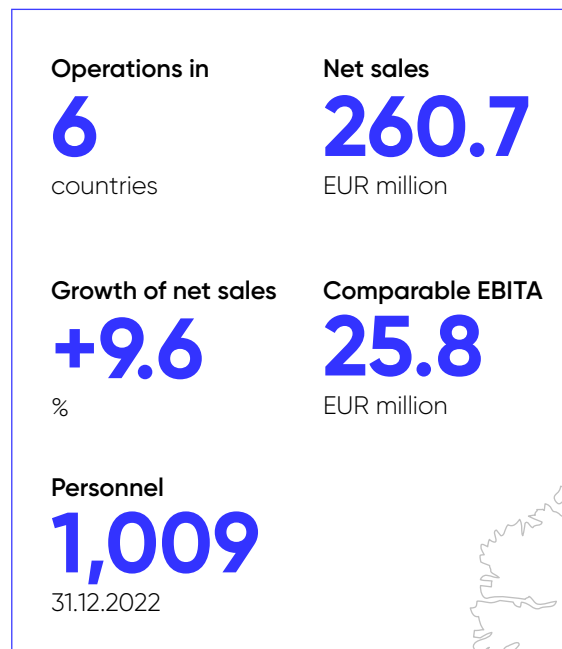 Operations in
6
countries
Net sales
260.7
EUR million
Growth of net sales
+9.6
%
Comparable EBITA
25.8
EUR million
Personnel
1,009
31.12.2022